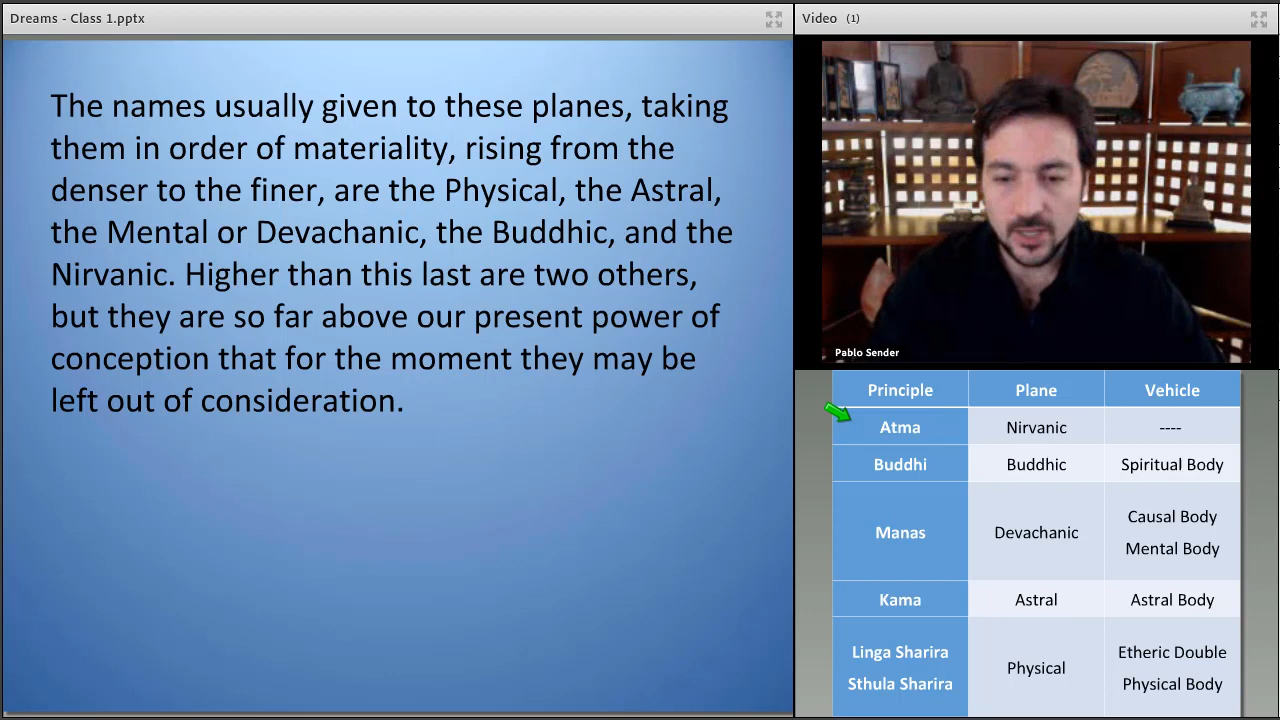 Dreams - Class 1.pptx
The names usually given to these planes, taking
them in order of materiality, rising from the
denser to the finer, are the Physical, the Astral,
the Mental or Devachanic, the Buddhic, and the
Nirvanic. Higher than this last are two others,
but they are so far above our present power of
conception that for the moment they may be
left out of consideration.
Video (1)
Pablo Sender
Principle Plane Vehicle
Atma Nirvanic ----
Buddhi Buddhic Spiritual Body
Manas Devachanic Causal Body
Mental Body
Kama Astral Astral Body
Linga Sharira Physical Etheric Double
Sthula Sharira Physical Body